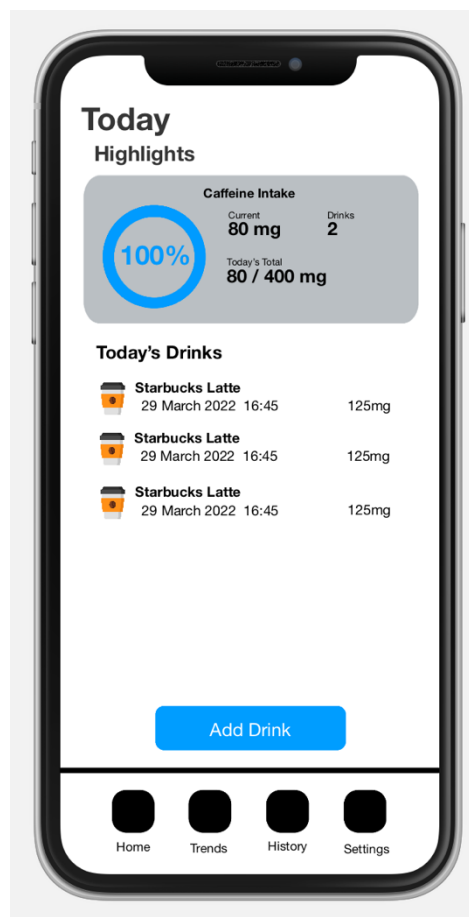 Today
Highlights
Caffeine Intake
Current
80 mg
Drinks
2
100%
Today's Total
80 / 400 mg
Today's Drinks
Starbucks Latte
29 March 2022 16:45
125mg
Starbucks Latte
29 March 2022 16:45
125mg
Starbucks Latte
29 March 2022 16:45
125mg
Add Drink
Home
Trends
History
Settings